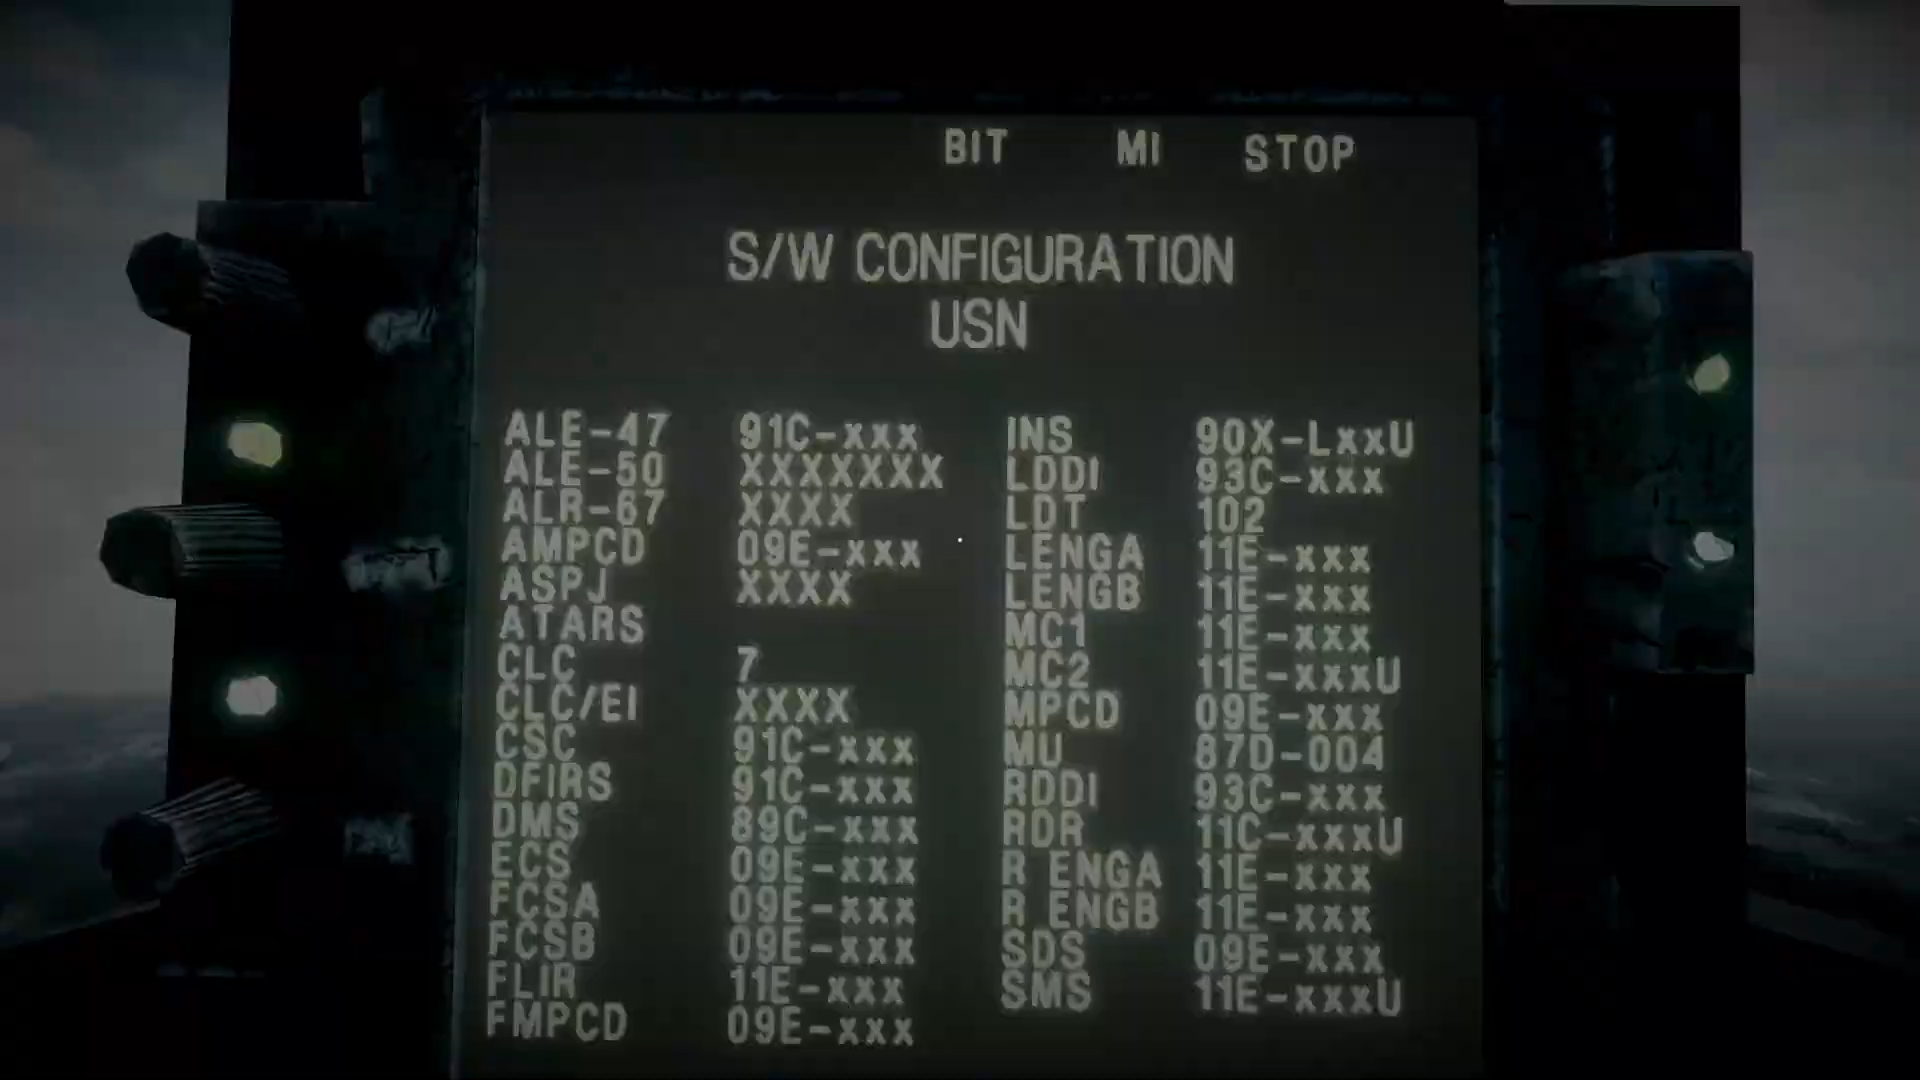 BIT MI STOP
S/W CONFIGURATION
USN
ALE-47 91C-xxx
ALE-50 XXXXXXX
ALR-67 XXXX
AMPCD 09E-xxx
ASPJ XXXX
ATARS
CLC 7
CLC/EI XXXX
CSC 91C-xxx
DFIRS 91C-xxx
DMS 89C-xxx
ECS 09E-xxx
FCSA 09E-xxx
FCSB 09E-xxx
FLIR 11E-xxx
FMPCD 09E-xxx
INS 90X-LxxU
LDDI 93C-xxx
LDT 102
LENGA 11E-xxx
LENGB 11E-xxx
MC1 11E-xxx
MC2 11E-xxxU
MPCD 09E-xxx
MU 87D-004
RDDI 93C-xxx
RDR 11C-xxxU
R ENGA 11E-xxx
R ENGB 11E-xxx
SDS 09E-xxx
SMS 11E-xxxU